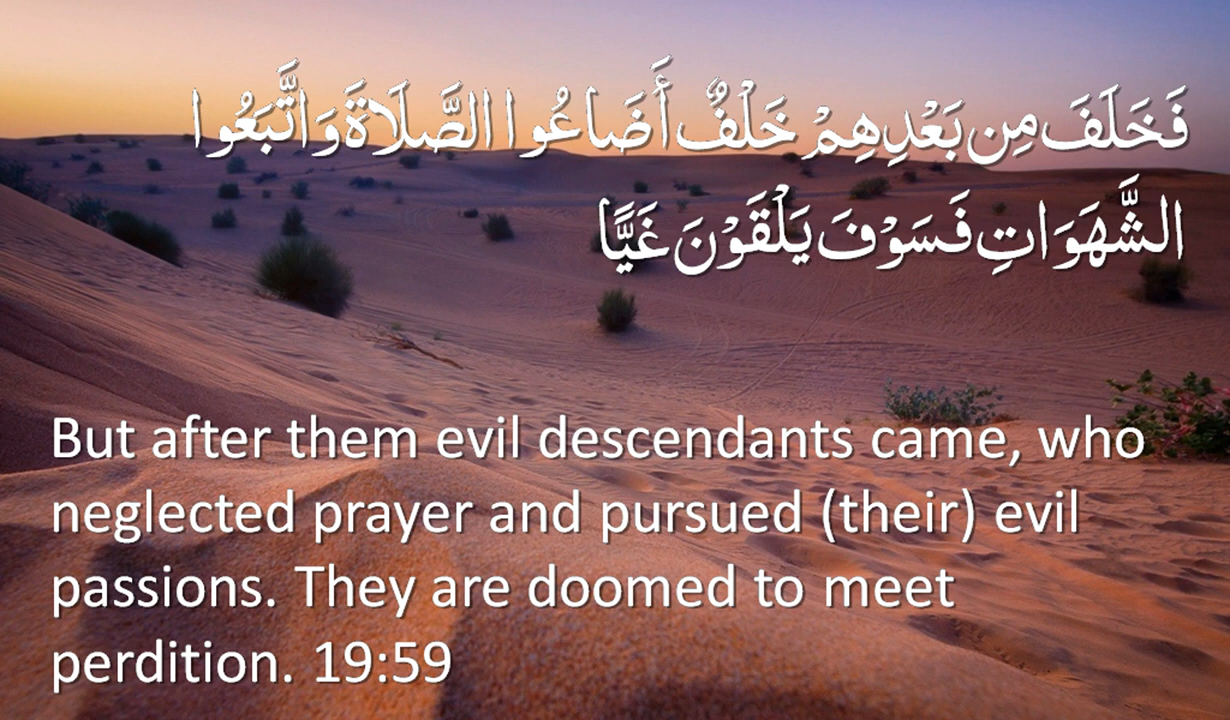 فَخَلَفَ مِن بَعْدِهِمْ خَلْفٌ أَضَاعُوا الصَّلَاةَ وَاتَّبَعُوا
الشَّهَوَاتِ فَسَوْفَ يَلْقَوْنَ غَيًّا
But after them evil descendants came, who
neglected prayer and pursued (their) evil
passions. They are doomed to meet
perdition. 19:59